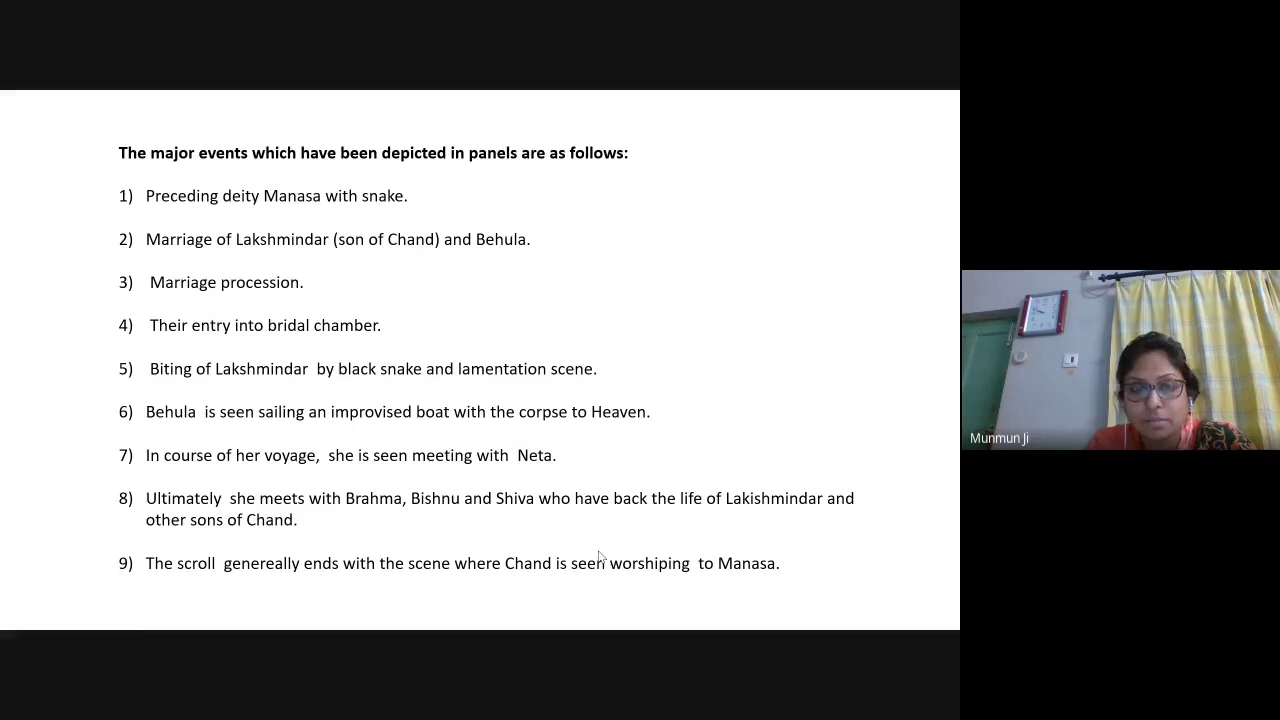 The major events which have been depicted in panels are as follows:
1) Preceding deity Manasa with snake.
2) Marriage of Lakshmindar (son of Chand) and Behula.
3) Marriage procession.
4) Their entry into bridal chamber.
5) Biting of Lakshmindar by black snake and lamentation scene.
6) Behula is seen sailing an improvised boat with the corpse to Heaven.
7) In course of her voyage, she is seen meeting with Neta.
8) Ultimately she meets with Brahma, Bishnu and Shiva who have back the life of Lakishmindar and
other sons of Chand.
9) The scroll genereally ends with the scene where Chand is seen worshiping to Manasa.
Munmun Ji